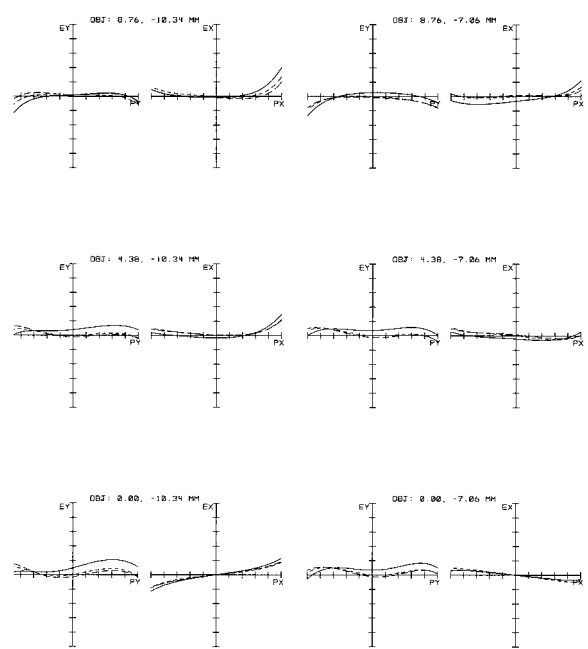 OBJ: 8.76, -10.34 MM
EY EX
PY PX
OBJ: 8.76, -7.06 MM
EY EX
PY PX
OBJ: 4.38, -10.34 MM
EY EX
PY PX
OBJ: 4.38, -7.06 MM
EY EX
PY PX
OBJ: 0.00, -10.34 MM
EY EX
PY PX
OBJ: 0.00, -7.06 MM
EY EX
PY PX